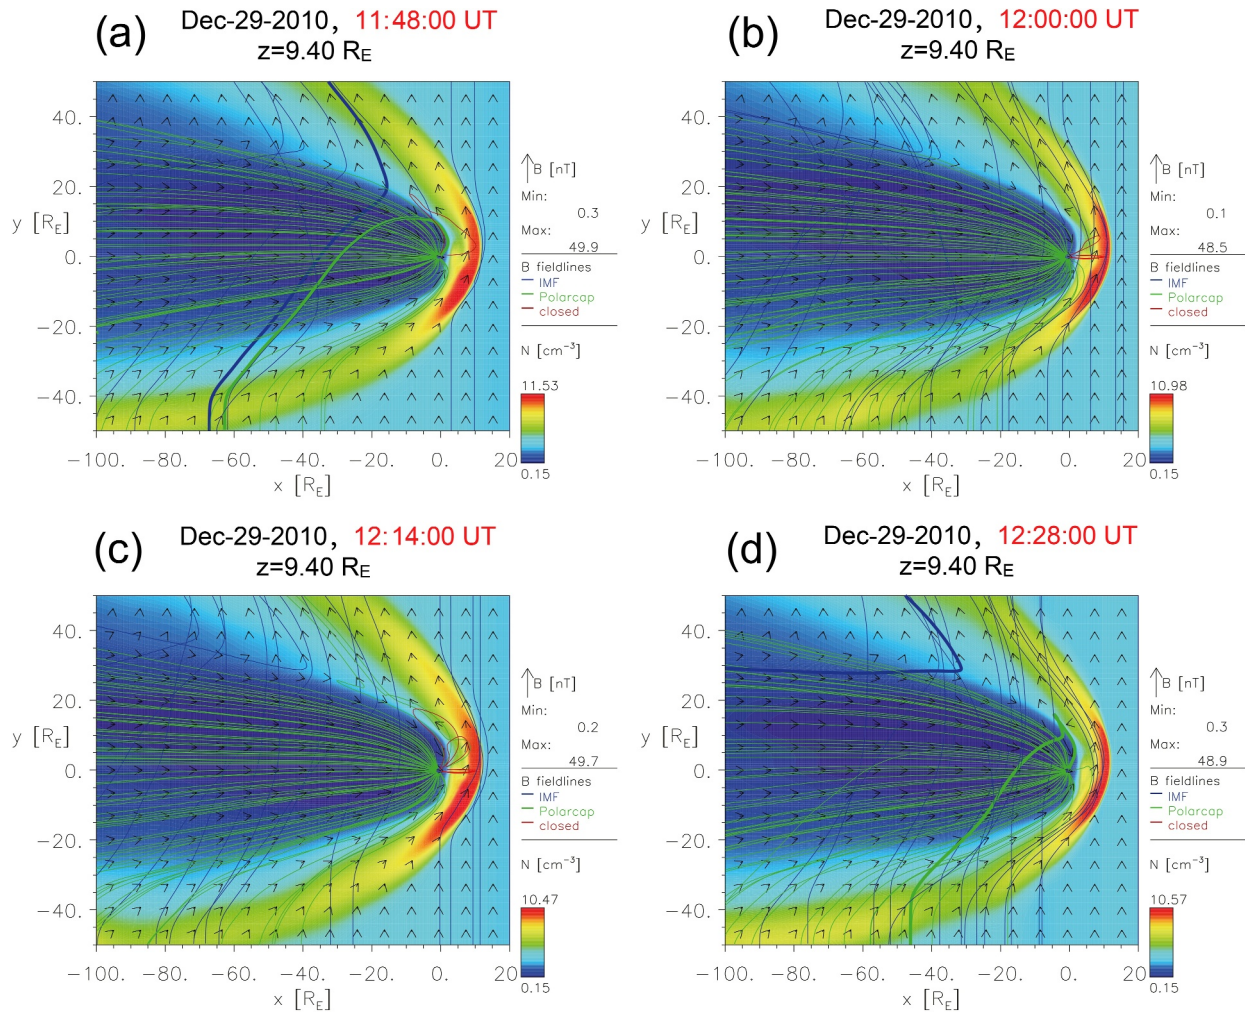 (a)
Dec-29-2010, 11:48:00 UT
z=9.40 RE
40.
20.
0.
-20.
-40.
y [RE]
-100. -80. -60. -40. -20. 0. 20
x [RE]
B [nT]
Min:
0.3
Max:
49.9
B fieldlines
IMF
Polarcap
closed
N [cm-3]
11.53
0.15
(b)
Dec-29-2010, 12:00:00 UT
z=9.40 RE
40.
20.
0.
-20.
-40.
y [RE]
-100. -80. -60. -40. -20. 0. 20
x [RE]
B [nT]
Min:
0.1
Max:
48.5
B fieldlines
IMF
Polarcap
closed
N [cm-3]
10.98
0.15
(c)
Dec-29-2010, 12:14:00 UT
z=9.40 RE
40.
20.
0.
-20.
-40.
y [RE]
-100. -80. -60. -40. -20. 0. 20
x [RE]
B [nT]
Min:
0.2
Max:
49.7
B fieldlines
IMF
Polarcap
closed
N [cm-3]
10.47
0.15
(d)
Dec-29-2010, 12:28:00 UT
z=9.40 RE
40.
20.
0.
-20.
-40.
y [RE]
-100. -80. -60. -40. -20. 0. 20
x [RE]
B [nT]
Min:
0.3
Max:
48.9
B fieldlines
IMF
Polarcap
closed
N [cm-3]
10.57
0.15